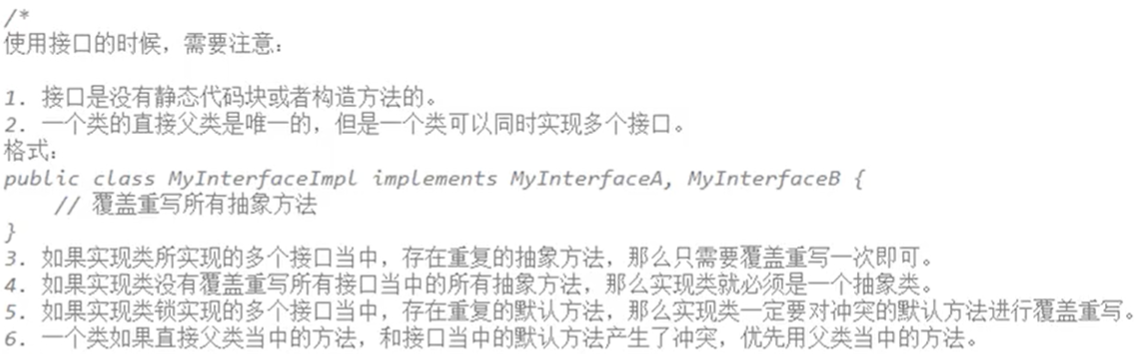 /*
使用接口的时候，需要注意：
1. 接口是没有静态代码块或者构造方法的。
2. 一个类的直接父类是唯一的，但是一个类可以同时实现多个接口。
格式：
public class MyInterfaceImpl implements MyInterfaceA, MyInterfaceB {
    // 覆盖重写所有抽象方法
}
3. 如果实现类所实现的多个接口当中，存在重复的抽象方法，那么只需要覆盖重写一次即可。
4. 如果实现类没有覆盖重写所有接口当中的所有抽象方法，那么实现类就必须是一个抽象类。
5. 如果实现类锁实现的多个接口当中，存在重复的默认方法，那么实现类一定要对冲突的默认方法进行覆盖重写。
6. 一个类如果直接父类当中的方法，和接口当中的默认方法产生了冲突，优先用父类当中的方法。